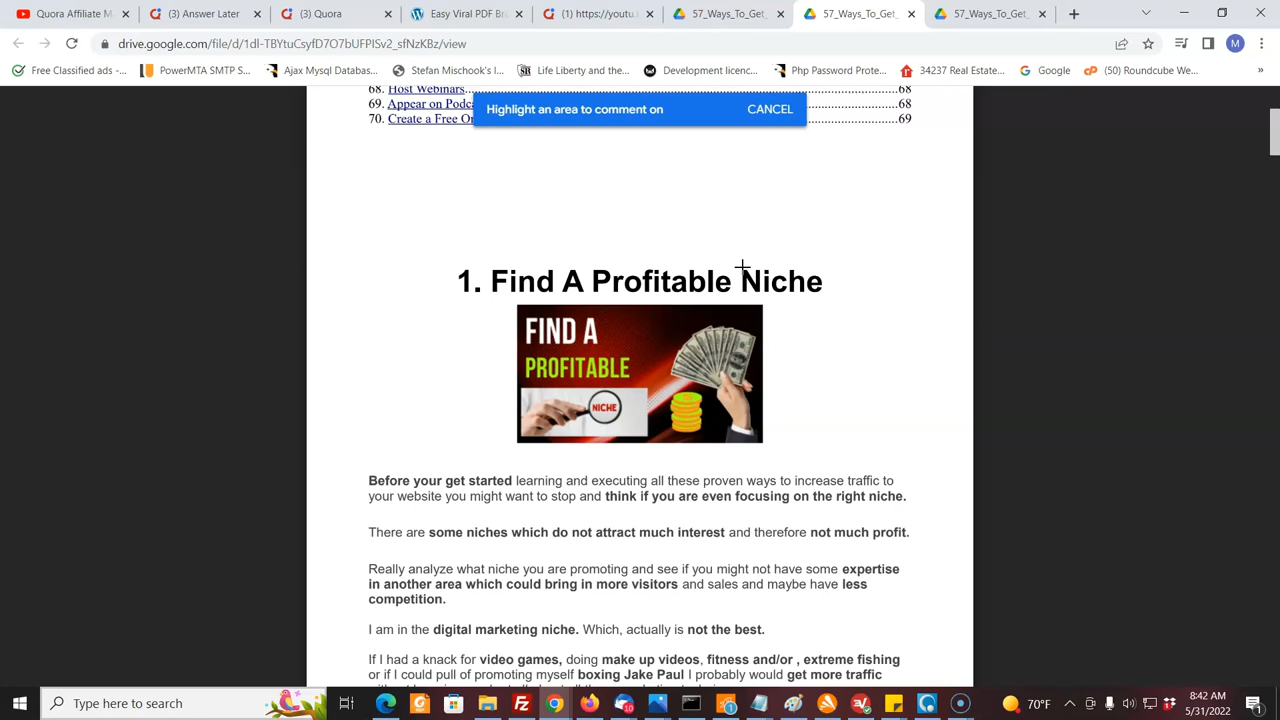 Quora Affiliate M
(3) Answer Later
(3) Quora
Easy Viral PDF Br
(1) https://youtu.
57_Ways_To_Get_
57_Ways_To_Get_
57_Ways_To_Get_
drive.google.com/file/d/1dI-TBYtuCsyfD7O7bUFPISv2_sfNzKBz/view
M
Free Classified ads -...
PowerMTA SMTP S...
Ajax Mysql Databas...
Stefan Mischook's I...
Life Liberty and the...
Development licenc...
Php Password Prote...
34237 Real Estate...
Google
(50) Roundcube We...
»
68. Host Webinars 68
69. Appear on Podca 68
70. Create a Free On 69
Highlight an area to comment on CANCEL
1. Find A Profitable Niche
FIND A
PROFITABLE
NICHE
Before your get started learning and executing all these proven ways to increase traffic to
your website you might want to stop and think if you are even focusing on the right niche.
There are some niches which do not attract much interest and therefore not much profit.
Really analyze what niche you are promoting and see if you might not have some expertise
in another area which could bring in more visitors and sales and maybe have less
competition.
I am in the digital marketing niche. Which, actually is not the best.
If I had a knack for video games, doing make up videos, fitness and/or , extreme fishing
or if I could pull of promoting myself boxing Jake Paul I probably would get more traffic
Type here to search
70°F
8:42 AM
5/31/2022